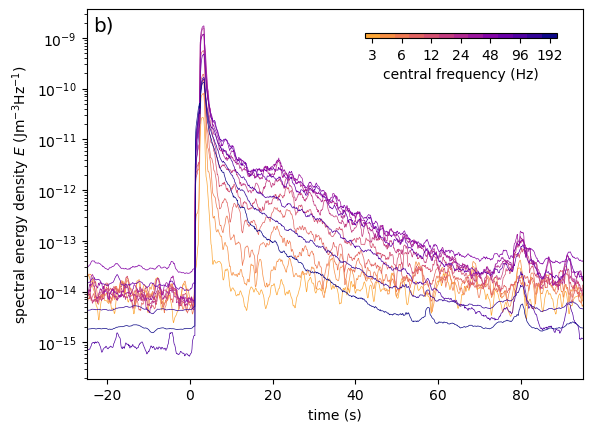 b)
3 6 12 24 48 96 192
central frequency (Hz)
spectral energy density E (Jm⁻³Hz⁻¹)
10⁻⁹
10⁻¹⁰
10⁻¹¹
10⁻¹²
10⁻¹³
10⁻¹⁴
10⁻¹⁵
−20 0 20 40 60 80
time (s)